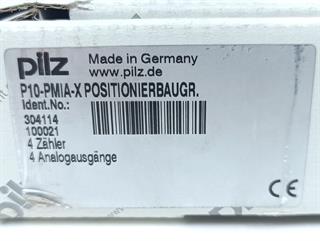 pilz
Made in Germany
www.pilz.de
P10-PMIA-X POSITIONIERBAUGR.
Ident.No.:
304114
100021
4 Zähler
4 Analogausgänge
CE